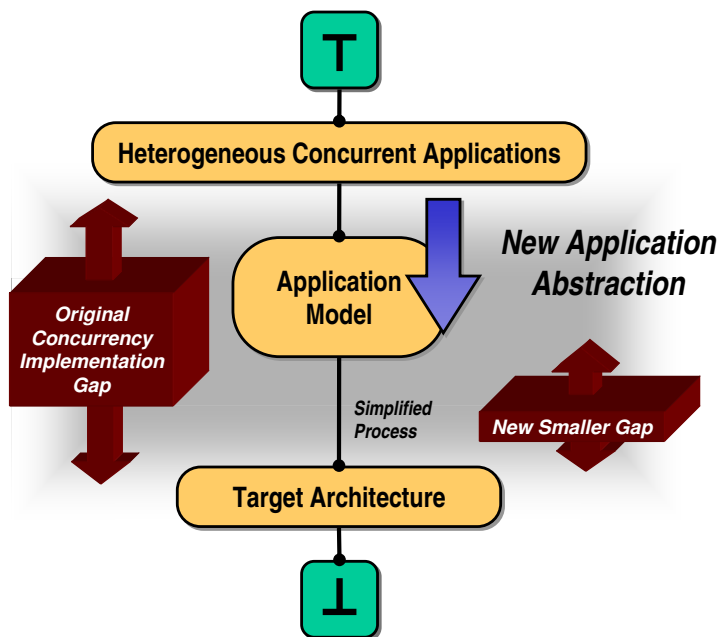 T
Heterogeneous Concurrent Applications
New Application
Abstraction
Application
Model
Original
Concurrency
Implementation
Gap
Simplified
Process
New Smaller Gap
Target Architecture
⊥